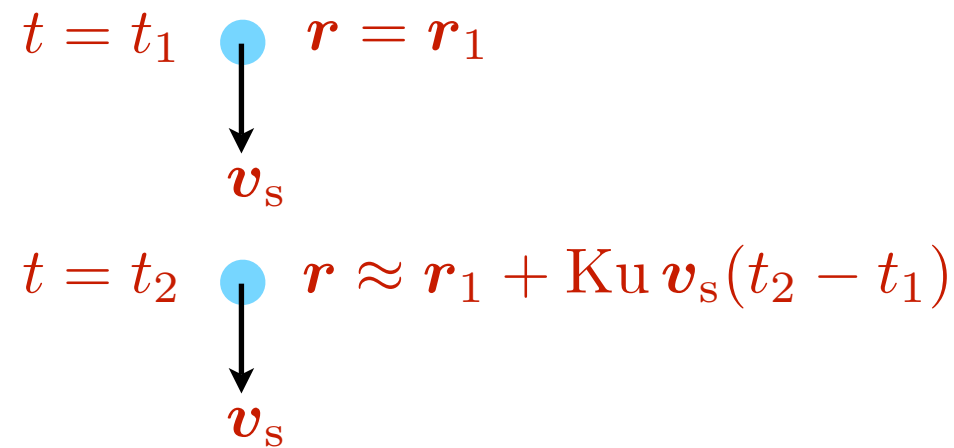 t = t₁ r = r₁
vₛ
t = t₂ r ≈ r₁ + Ku vₛ(t₂ − t₁)
vₛ